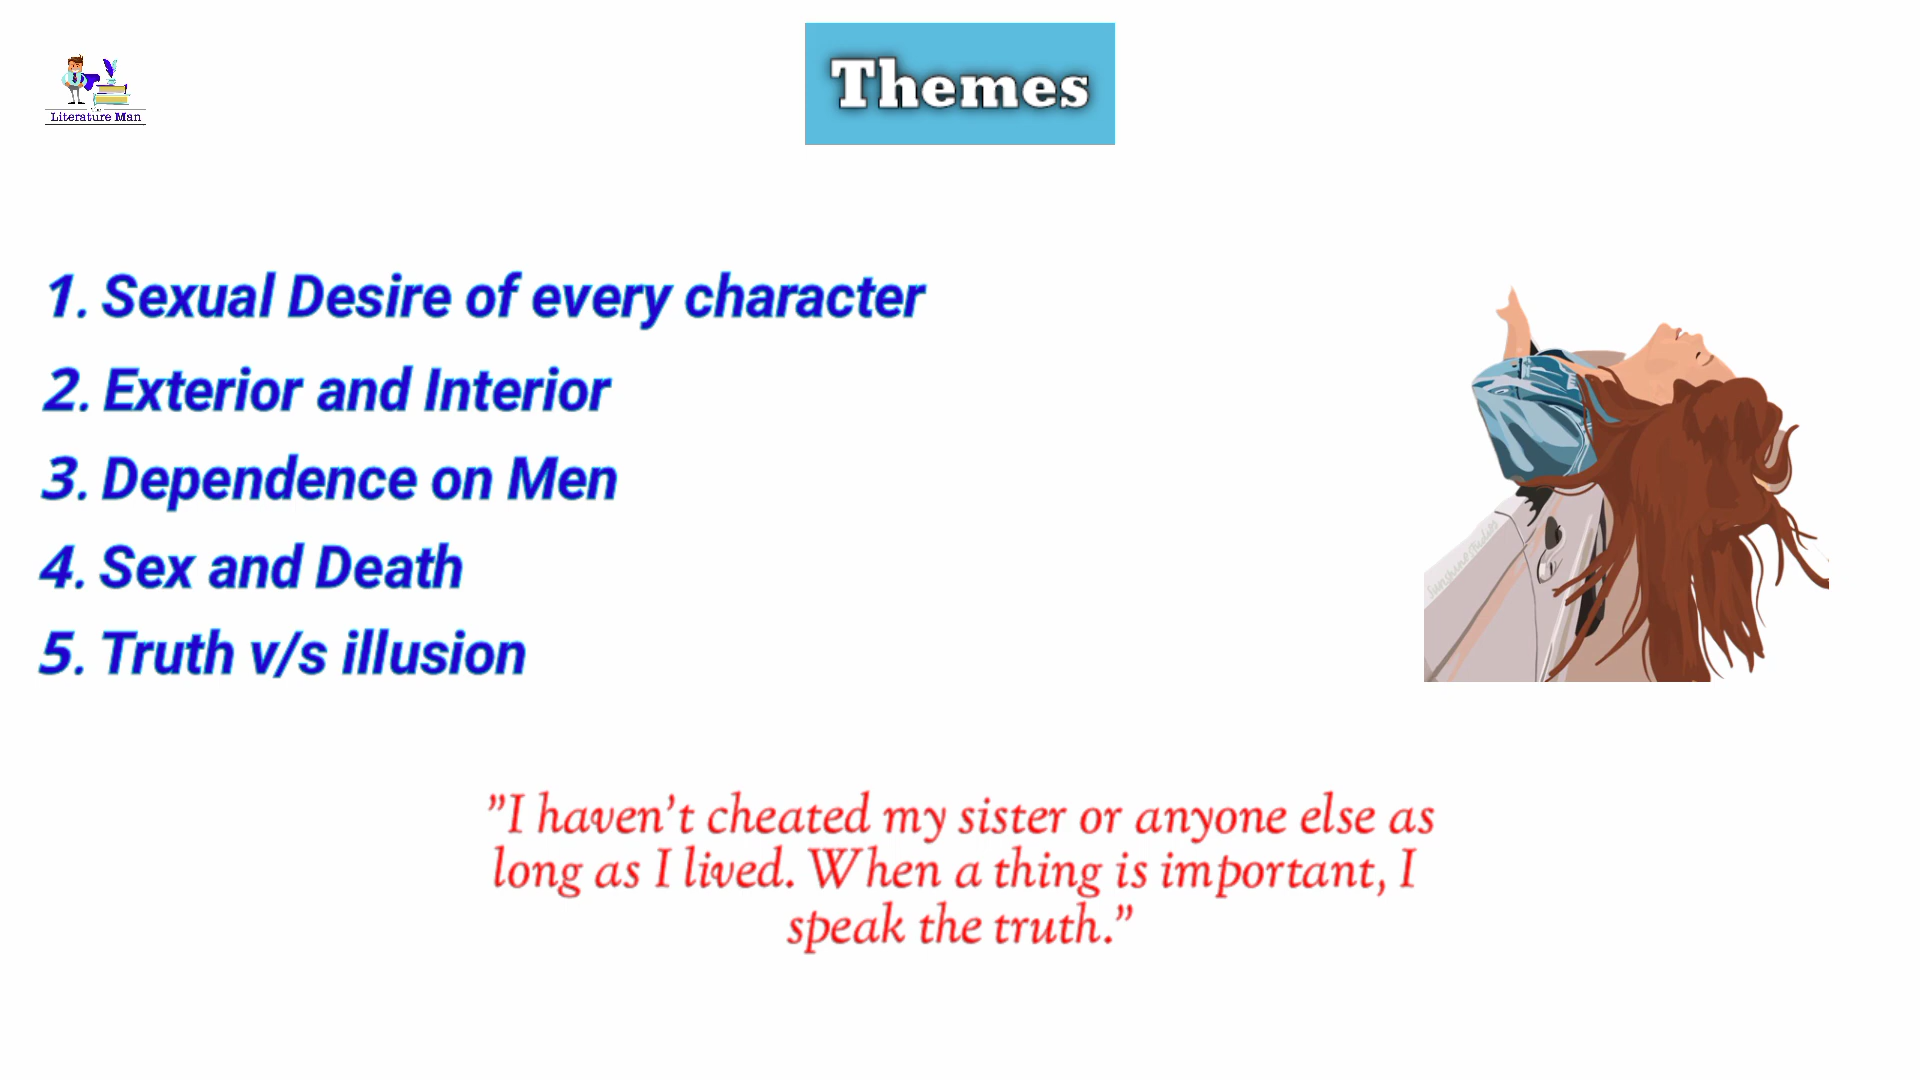 Themes
Literature Man
1. Sexual Desire of every character
2. Exterior and Interior
3. Dependence on Men
4. Sex and Death
5. Truth v/s illusion
"I haven't cheated my sister or anyone else as
long as I lived. When a thing is important, I
speak the truth."